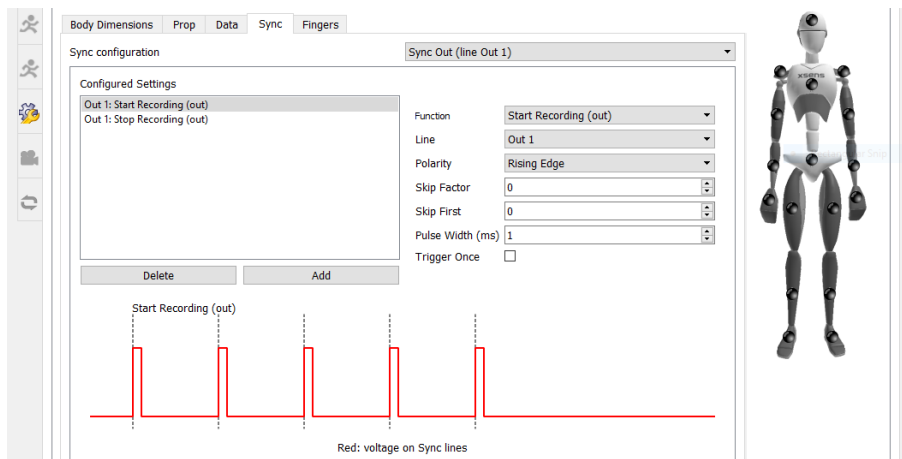 Body Dimensions Prop Data Sync Fingers
Sync configuration Sync Out (line Out 1)
Configured Settings
Out 1: Start Recording (out)
Out 1: Stop Recording (out)
Function Start Recording (out)
Line Out 1
Polarity Rising Edge
Skip Factor 0
Skip First 0
Pulse Width (ms) 1
Trigger Once
Delete Add
Start Recording (out)
Red: voltage on Sync lines
xsens
Snip